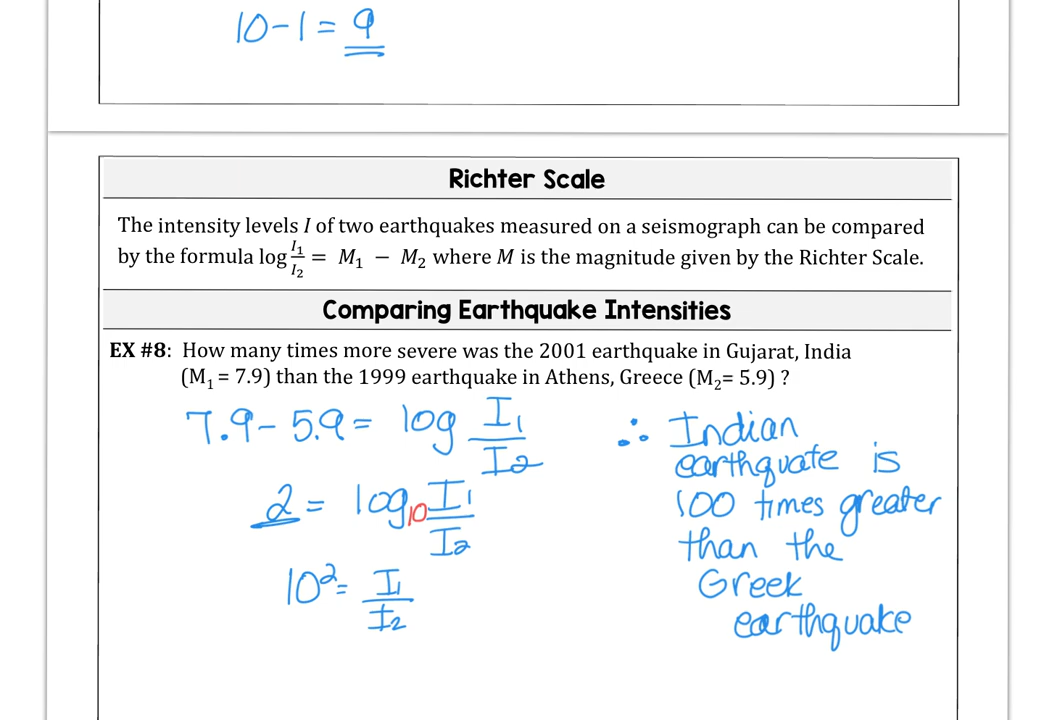 10-1 = 9
Richter Scale
The intensity levels I of two earthquakes measured on a seismograph can be compared
by the formula log I₁/I₂ = M₁ − M₂ where M is the magnitude given by the Richter Scale.
Comparing Earthquake Intensities
EX #8: How many times more severe was the 2001 earthquake in Gujarat, India
(M₁ = 7.9) than the 1999 earthquake in Athens, Greece (M₂= 5.9) ?
7.9 - 5.9 = log I₁/I₂
2 = log₁₀ I₁/I₂
10² = I₁/I₂
∴ Indian
earthquate is
100 times greater
than the
Greek
earthquake